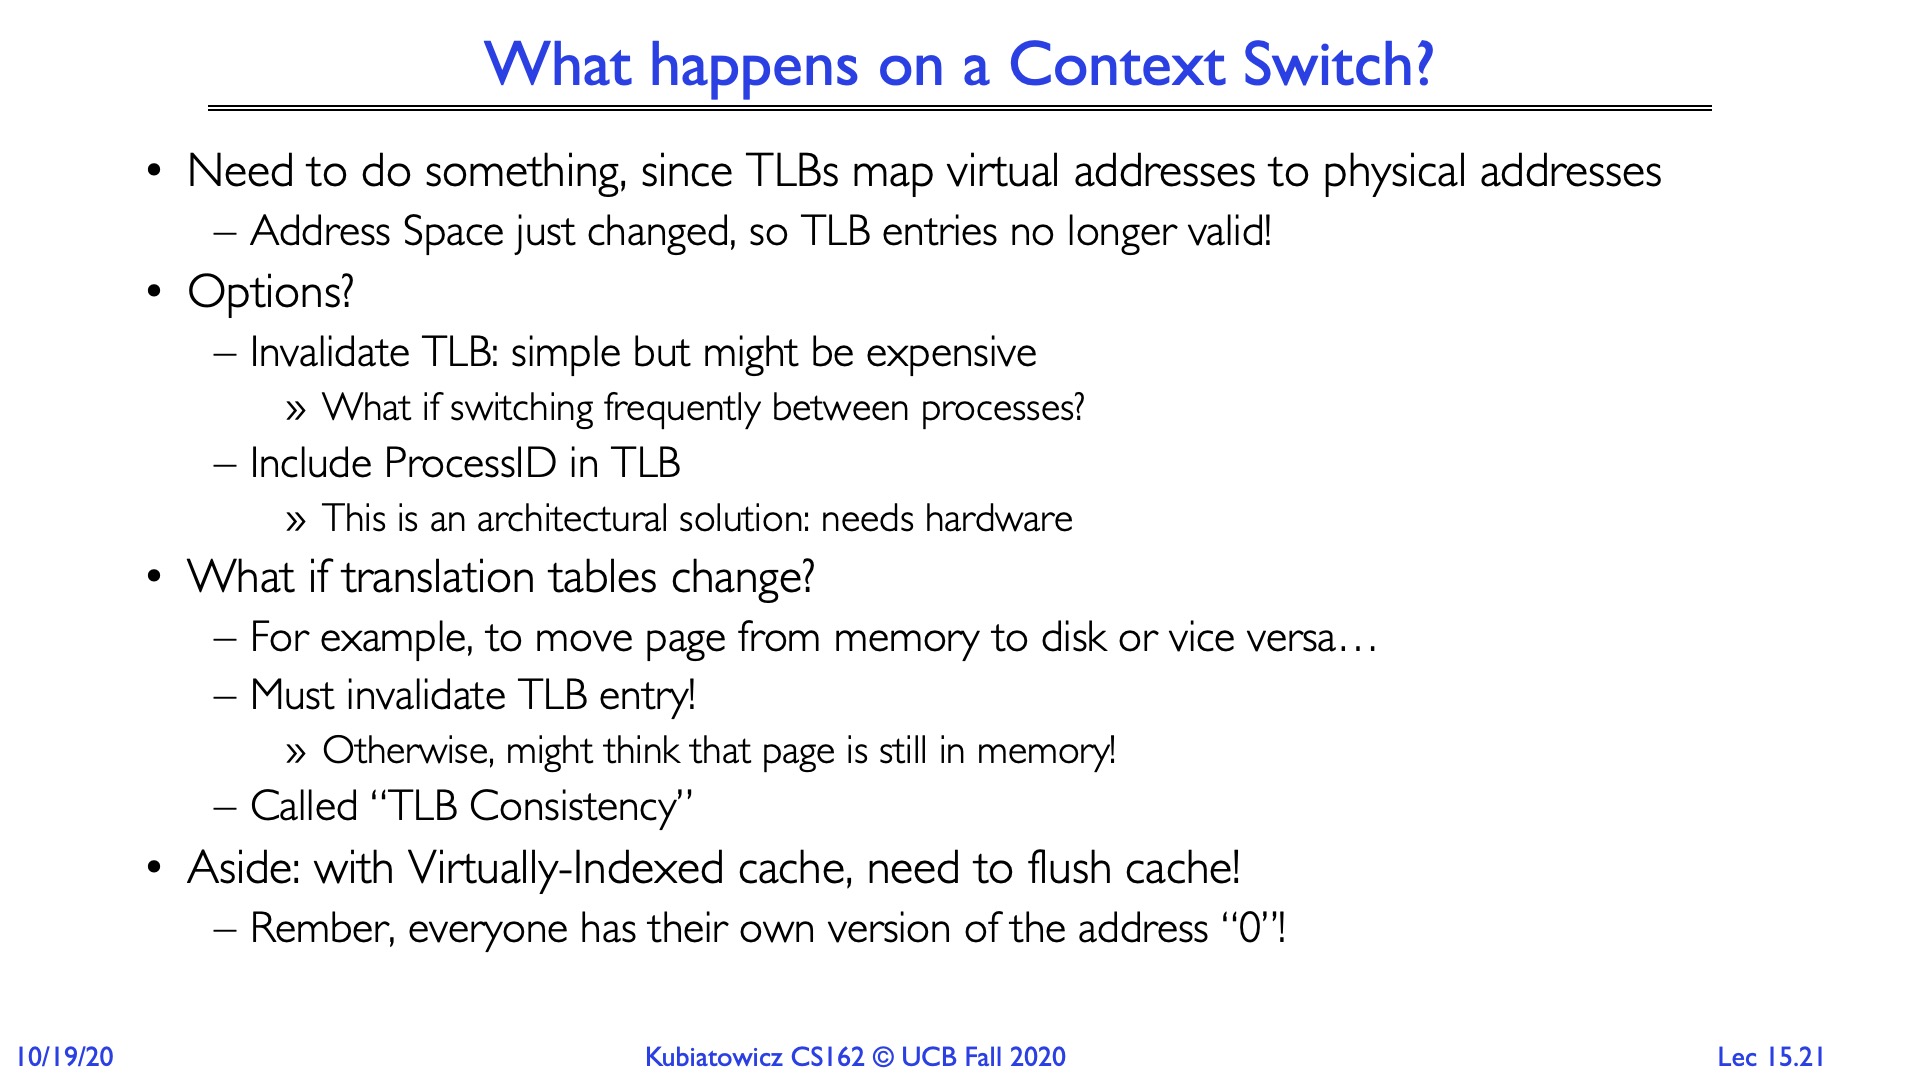 What happens on a Context Switch?
• Need to do something, since TLBs map virtual addresses to physical addresses
– Address Space just changed, so TLB entries no longer valid!
• Options?
– Invalidate TLB: simple but might be expensive
» What if switching frequently between processes?
– Include ProcessID in TLB
» This is an architectural solution: needs hardware
• What if translation tables change?
– For example, to move page from memory to disk or vice versa…
– Must invalidate TLB entry!
» Otherwise, might think that page is still in memory!
– Called “TLB Consistency”
• Aside: with Virtually-Indexed cache, need to flush cache!
– Rember, everyone has their own version of the address “0”!
10/19/20
Kubiatowicz CS162 © UCB Fall 2020
Lec 15.21